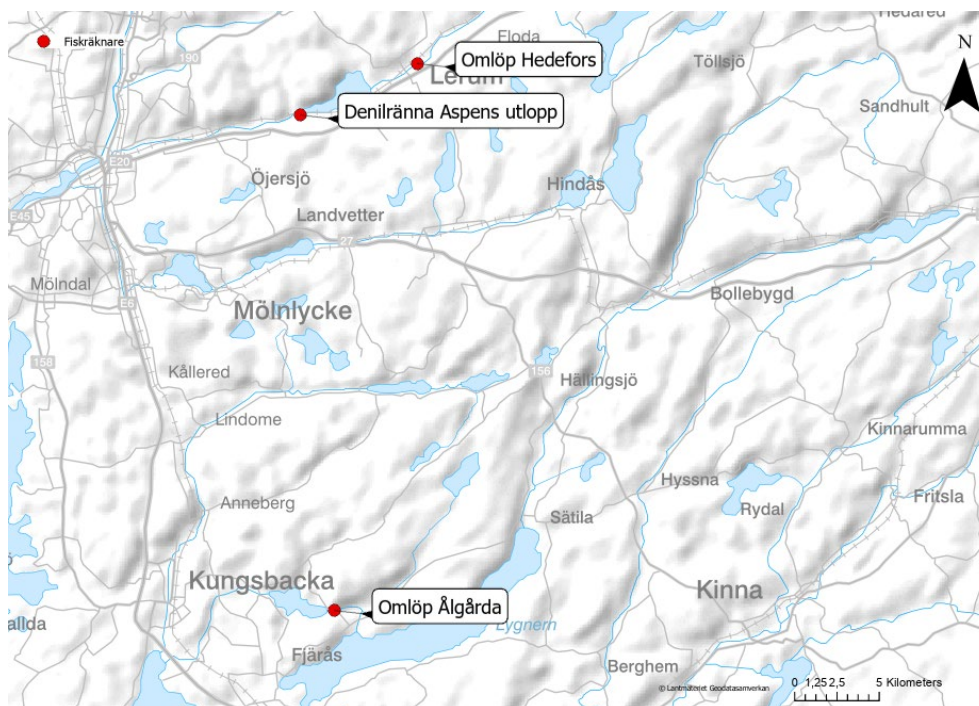 Fiskräknare
190
Floda
Hedared
Omlöp Hedefors
Lerum
Töllsjö
N
Denilränna Aspens utlopp
Sandhult
E20
Öjersjö
Hindås
E45
Landvetter
27
Mölndal
E6
Mölnlycke
Bollebygd
158
Kållered
156
Hällingsjö
Lindome
Kinnarumma
Anneberg
Hyssna
Rydal
Fritsla
Sätila
Kungsbacka
Kinna
Omlöp Ålgårda
allda
Lygnern
Fjärås
Berghem
© Lantmäteriet Geodatasamverkan
0 1,25 2,5 5 Kilometers